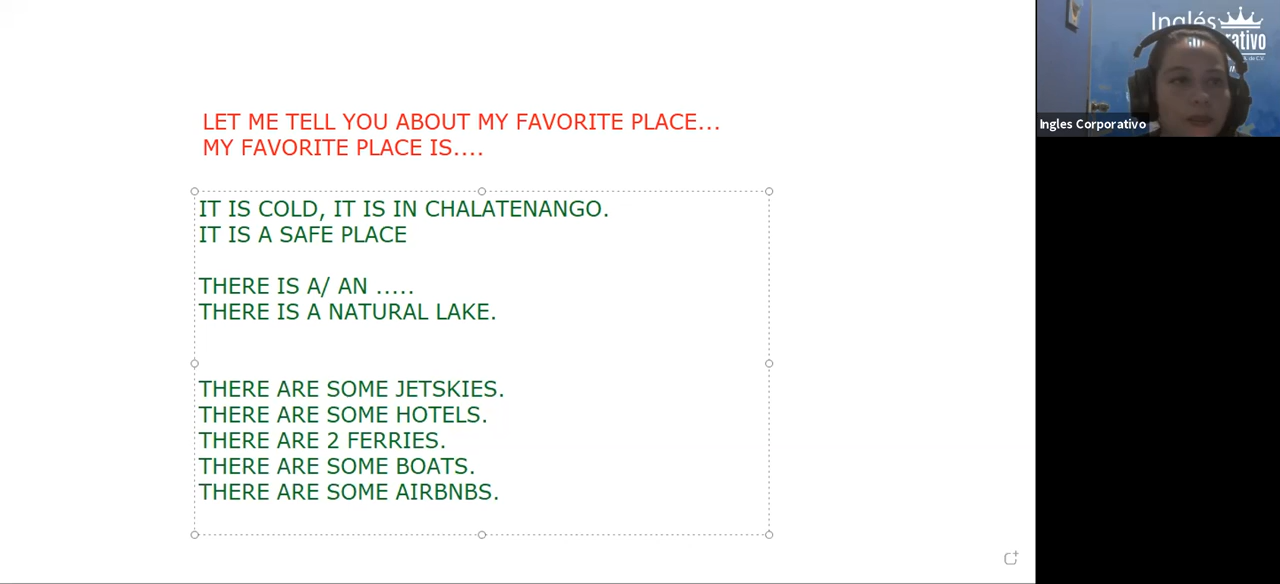 LET ME TELL YOU ABOUT MY FAVORITE PLACE...
MY FAVORITE PLACE IS....
IT IS COLD, IT IS IN CHALATENANGO.
IT IS A SAFE PLACE
THERE IS A/ AN .....
THERE IS A NATURAL LAKE.
THERE ARE SOME JETSKIES.
THERE ARE SOME HOTELS.
THERE ARE 2 FERRIES.
THERE ARE SOME BOATS.
THERE ARE SOME AIRBNBS.
Inglés
Ingles Corporativo